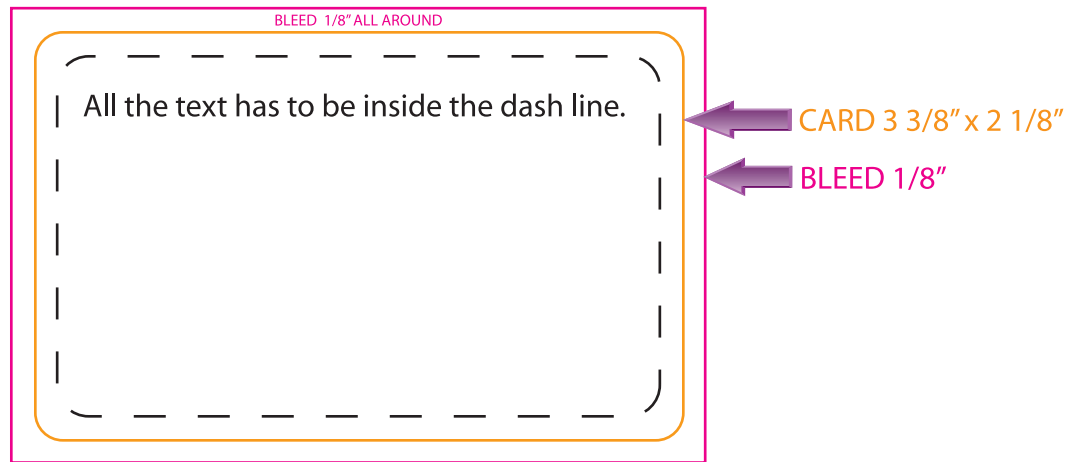 BLEED 1/8” ALL AROUND
All the text has to be inside the dash line.
CARD 3 3/8” x 2 1/8”
BLEED 1/8”